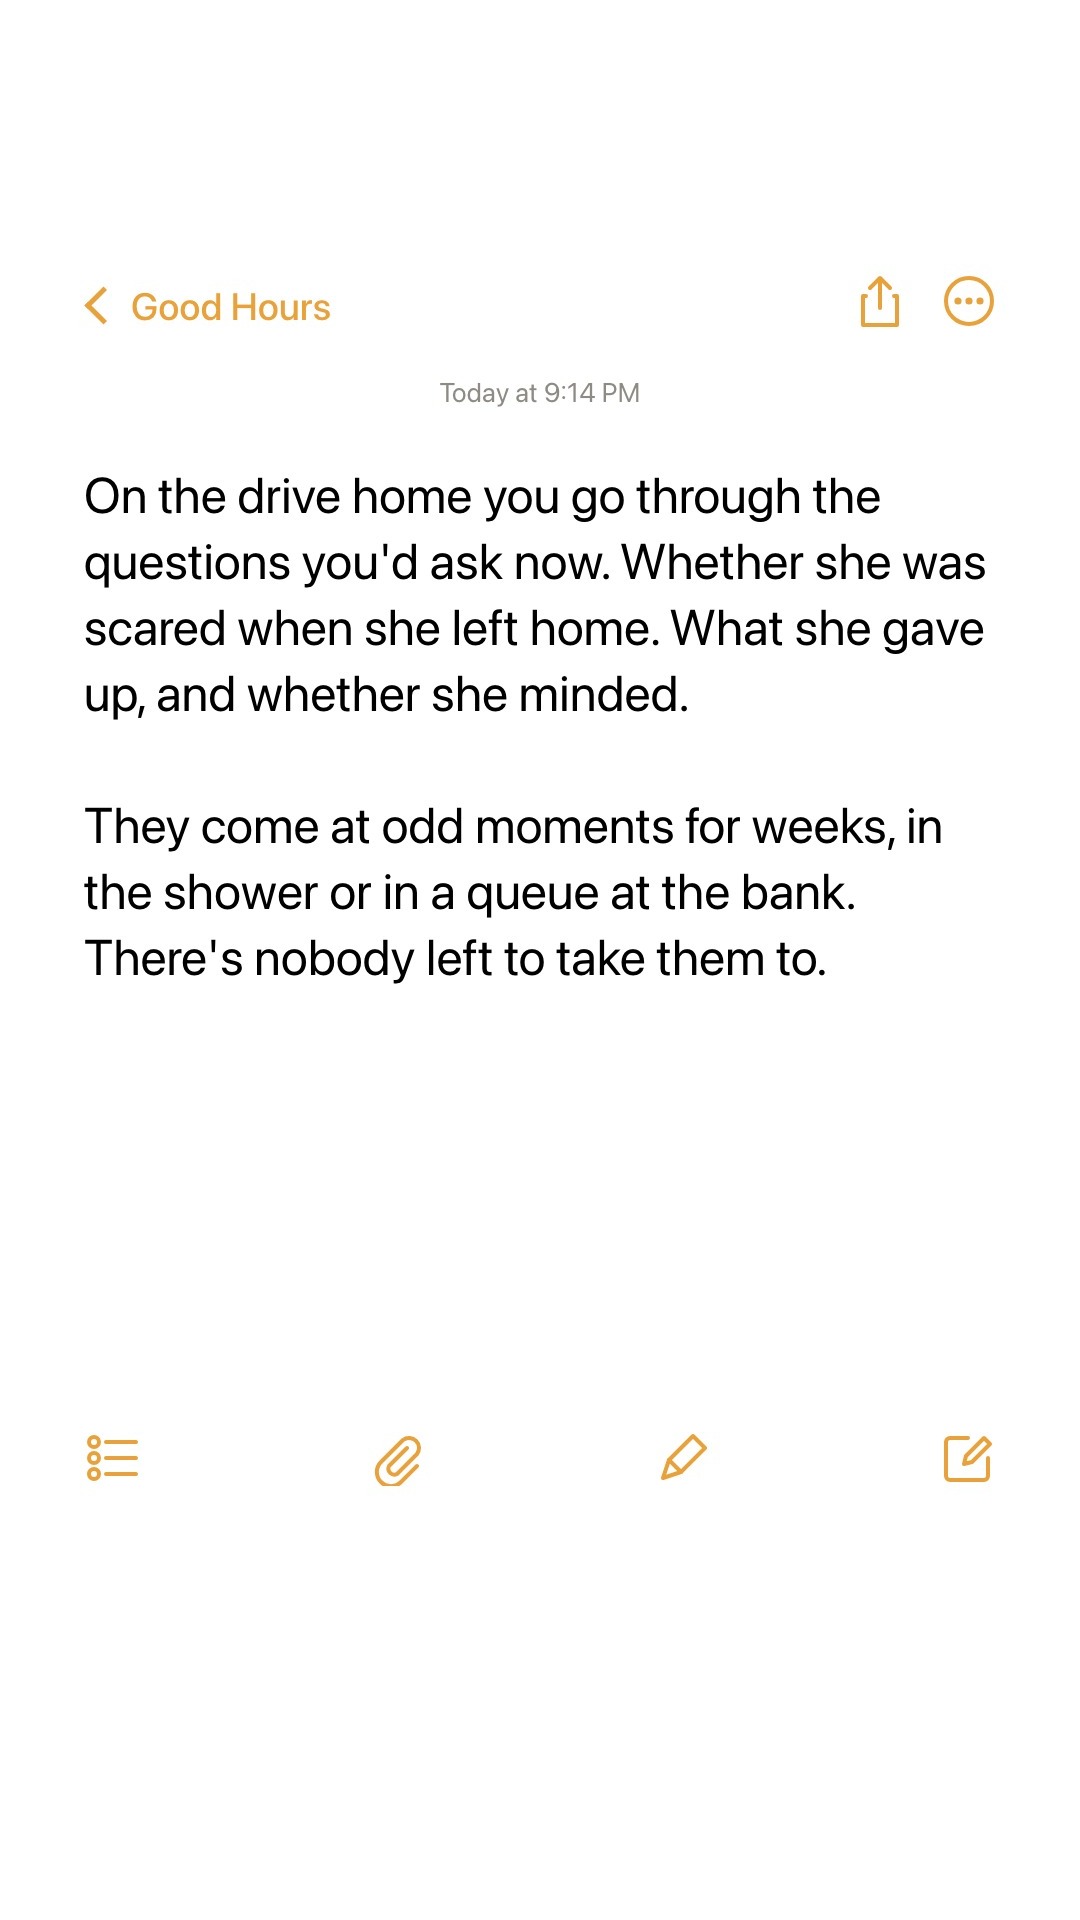 Good Hours
Today at 9:14 PM
On the drive home you go through the
questions you'd ask now. Whether she was
scared when she left home. What she gave
up, and whether she minded.
They come at odd moments for weeks, in
the shower or in a queue at the bank.
There's nobody left to take them to.